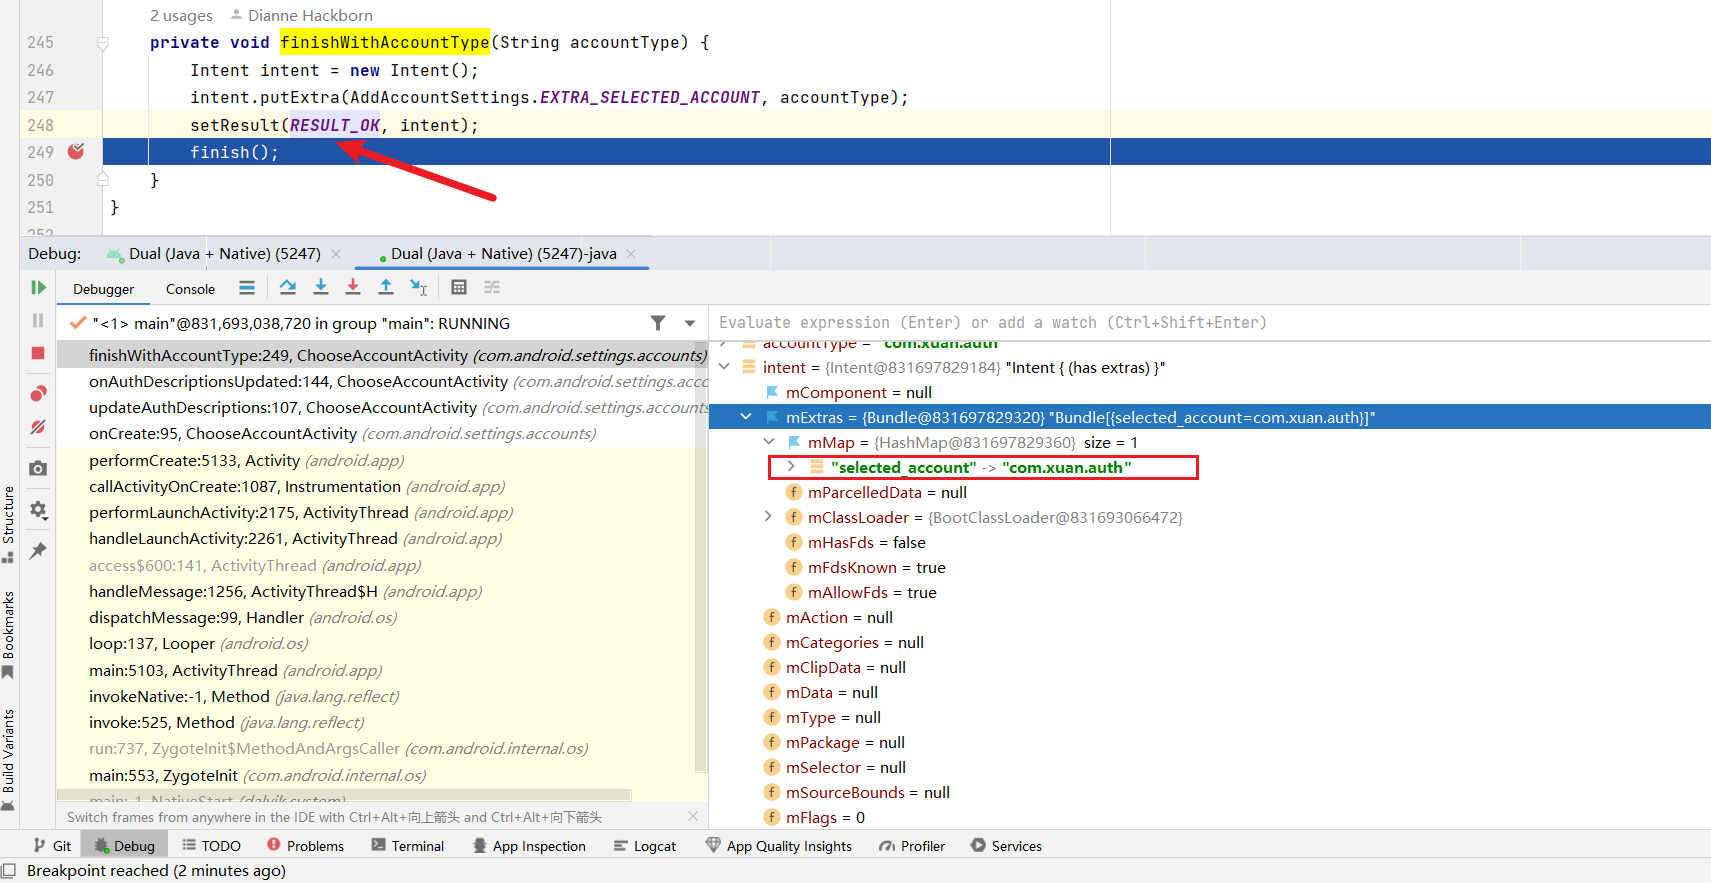 2 usages Dianne Hackborn
245 private void finishWithAccountType(String accountType) {
246 Intent intent = new Intent();
247 intent.putExtra(AddAccountSettings.EXTRA_SELECTED_ACCOUNT, accountType);
248 setResult(RESULT_OK, intent);
249 finish();
250 }
251 }
252
Debug: Dual (Java + Native) (5247) Dual (Java + Native) (5247)-java
Debugger Console
"<1> main"@831,693,038,720 in group "main": RUNNING
Evaluate expression (Enter) or add a watch (Ctrl+Shift+Enter)
finishWithAccountType:249, ChooseAccountActivity (com.android.settings.accounts)
onAuthDescriptionsUpdated:144, ChooseAccountActivity (com.android.settings.acco
updateAuthDescriptions:107, ChooseAccountActivity (com.android.settings.accounts
onCreate:95, ChooseAccountActivity (com.android.settings.accounts)
performCreate:5133, Activity (android.app)
callActivityOnCreate:1087, Instrumentation (android.app)
performLaunchActivity:2175, ActivityThread (android.app)
handleLaunchActivity:2261, ActivityThread (android.app)
access$600:141, ActivityThread (android.app)
handleMessage:1256, ActivityThread$H (android.app)
dispatchMessage:99, Handler (android.os)
loop:137, Looper (android.os)
main:5103, ActivityThread (android.app)
invokeNative:-1, Method (java.lang.reflect)
invoke:525, Method (java.lang.reflect)
run:737, ZygoteInit$MethodAndArgsCaller (com.android.internal.os)
main:553, ZygoteInit (com.android.internal.os)
main:-1, NativeStart (dalvik.system)
Switch frames from anywhere in the IDE with Ctrl+Alt+向上箭头 and Ctrl+Alt+向下箭头
accountType = "com.xuan.auth"
intent = {Intent@831697829184} "Intent { (has extras) }"
mComponent = null
mExtras = {Bundle@831697829320} "Bundle[{selected_account=com.xuan.auth}]"
mMap = {HashMap@831697829360} size = 1
"selected_account" -> "com.xuan.auth"
mParcelledData = null
mClassLoader = {BootClassLoader@831693066472}
mHasFds = false
mFdsKnown = true
mAllowFds = true
mAction = null
mCategories = null
mClipData = null
mData = null
mType = null
mPackage = null
mSelector = null
mSourceBounds = null
mFlags = 0
Structure
Bookmarks
Build Variants
Git Debug TODO Problems Terminal App Inspection Logcat App Quality Insights Profiler Services
Breakpoint reached (2 minutes ago)